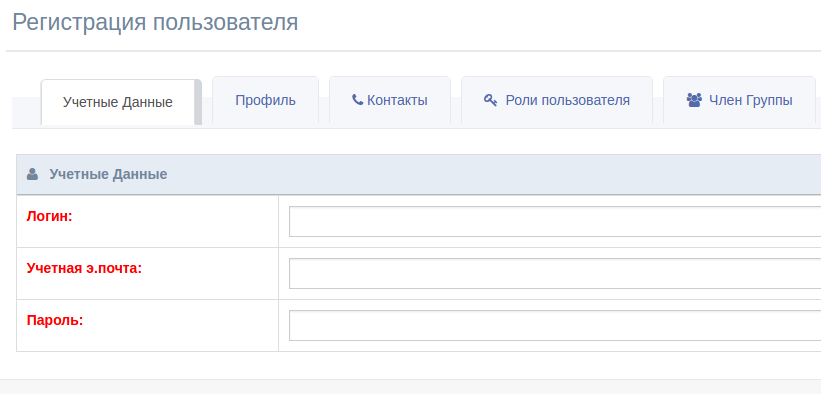 Регистрация пользователя
Учетные Данные Профиль Контакты Роли пользователя Член Группы
Учетные Данные
Логин:
Учетная э.почта:
Пароль: